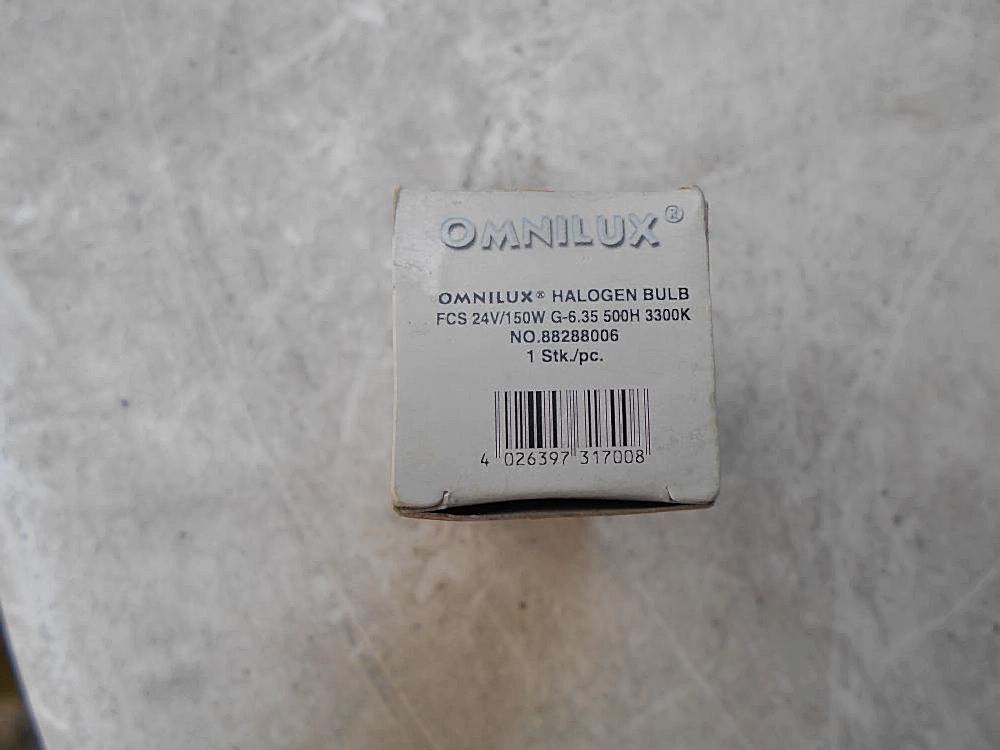 OMNILUX®
OMNILUX® HALOGEN BULB
FCS 24V/150W G-6.35 500H 3300K
NO.88288006
1 Stk./pc.
4 026397 317008